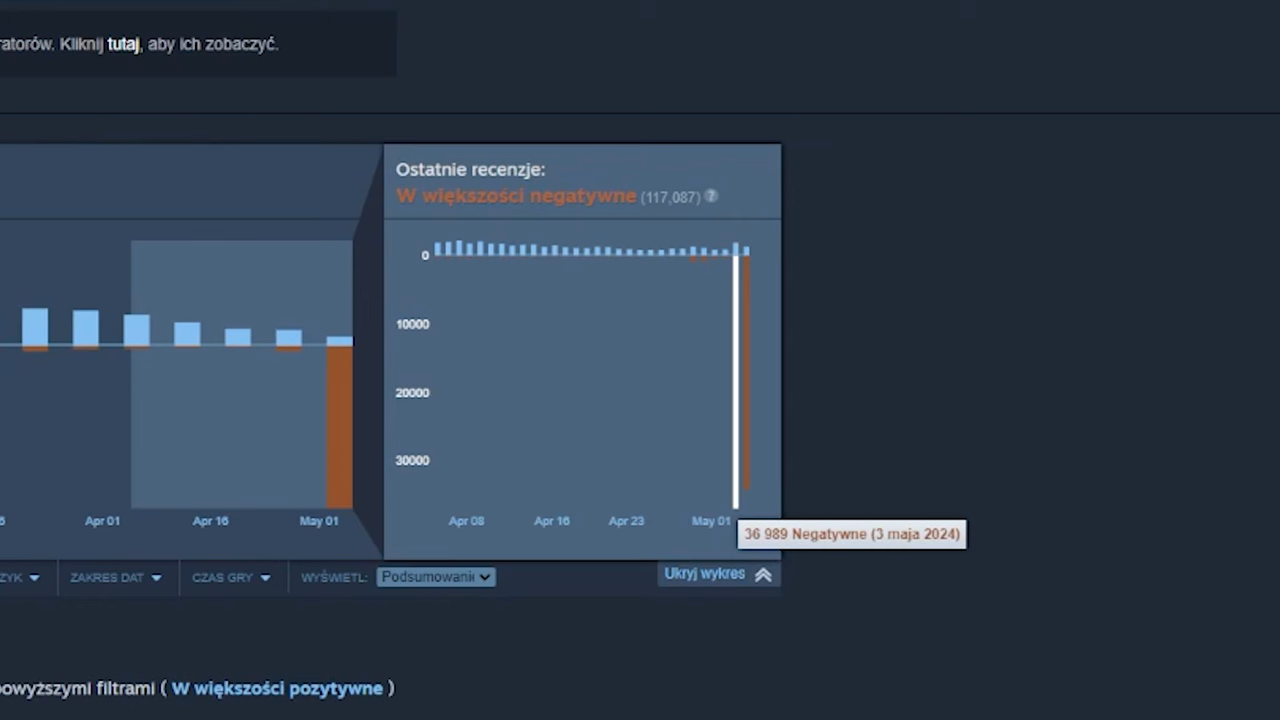 ratorów. Kliknij tutaj, aby ich zobaczyć.
Ostatnie recenzje:
W większości negatywne (117,087) ?
0
10000
20000
30000
Apr 01 Apr 16 May 01
Apr 08 Apr 16 Apr 23 May 01
36 989 Negatywne (3 maja 2024)
ZYK ZAKRES DAT CZAS GRY WYŚWIETL: Podsumowani Ukryj wykres
powyższymi filtrami ( W większości pozytywne )